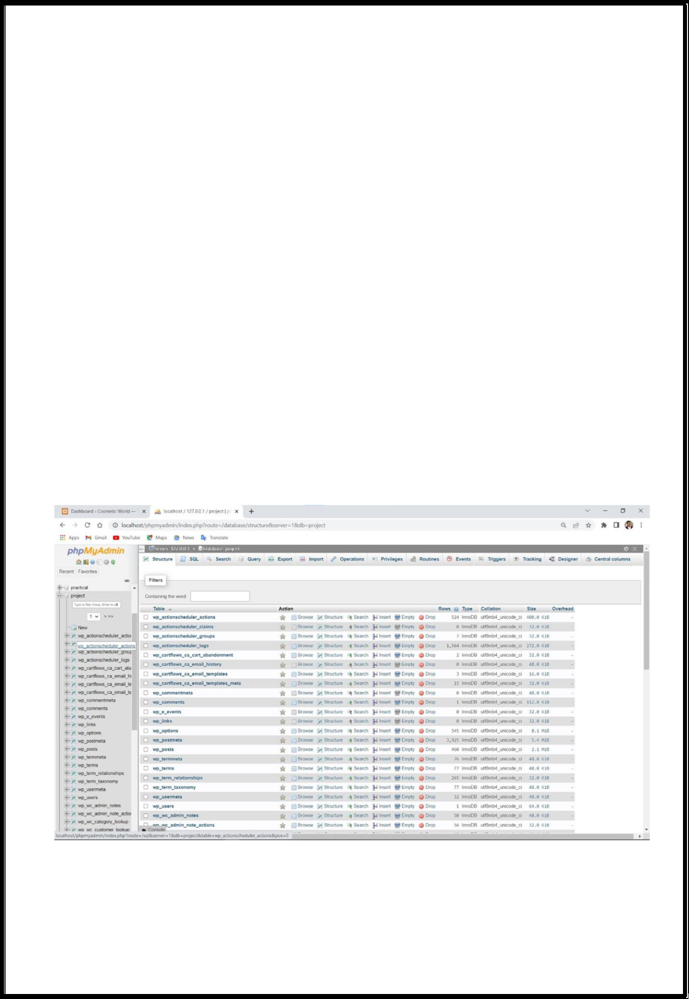 Dashboard ‹ Cosmetic World —
localhost / 127.0.0.1 / project | p
localhost/phpmyadmin/index.php?route=/database/structure&server=1&db=project
Apps Gmail YouTube Maps News Translate
phpMyAdmin
Recent Favorites
practical
project
Type to filter these, Enter to s X
1 > >>
New
wp_actionscheduler_actio
wp_actionscheduler_actions
wp_actionscheduler_group
wp_actionscheduler_logs
wp_cartflows_ca_cart_aba
wp_cartflows_ca_email_hi
wp_cartflows_ca_email_te
wp_cartflows_ca_email_te
wp_commentmeta
wp_comments
wp_e_events
wp_links
wp_options
wp_postmeta
wp_posts
wp_termmeta
wp_terms
wp_term_relationships
wp_term_taxonomy
wp_usermeta
wp_users
wp_wc_admin_notes
wp_wc_admin_note_actio
wp_wc_category_lookup
wp_wc_customer_lookup
Server: 127.0.0.1 » Database: project
Structure SQL Search Query Export Import Operations Privileges Routines Events Triggers Tracking Designer Central columns
Filters
Containing the word:
Table Action Rows Type Collation Size Overhead
wp_actionscheduler_actions Browse Structure Search Insert Empty Drop 524 InnoDB utf8mb4_unicode_ci 400.0 KiB -
wp_actionscheduler_claims Browse Structure Search Insert Empty Drop 0 InnoDB utf8mb4_unicode_ci 32.0 KiB -
wp_actionscheduler_groups Browse Structure Search Insert Empty Drop 7 InnoDB utf8mb4_unicode_ci 32.0 KiB -
wp_actionscheduler_logs Browse Structure Search Insert Empty Drop 1,564 InnoDB utf8mb4_unicode_ci 272.0 KiB -
wp_cartflows_ca_cart_abandonment Browse Structure Search Insert Empty Drop 2 InnoDB utf8mb4_unicode_ci 32.0 KiB -
wp_cartflows_ca_email_history Browse Structure Search Insert Empty Drop 0 InnoDB utf8mb4_unicode_ci 48.0 KiB -
wp_cartflows_ca_email_templates Browse Structure Search Insert Empty Drop 3 InnoDB utf8mb4_unicode_ci 16.0 KiB -
wp_cartflows_ca_email_templates_meta Browse Structure Search Insert Empty Drop 15 InnoDB utf8mb4_unicode_ci 32.0 KiB -
wp_commentmeta Browse Structure Search Insert Empty Drop 0 InnoDB utf8mb4_unicode_ci 48.0 KiB -
wp_comments Browse Structure Search Insert Empty Drop 1 InnoDB utf8mb4_unicode_ci 112.0 KiB -
wp_e_events Browse Structure Search Insert Empty Drop 0 InnoDB utf8mb4_unicode_ci 32.0 KiB -
wp_links Browse Structure Search Insert Empty Drop 0 InnoDB utf8mb4_unicode_ci 32.0 KiB -
wp_options Browse Structure Search Insert Empty Drop 545 InnoDB utf8mb4_unicode_ci 8.1 MiB -
wp_postmeta Browse Structure Search Insert Empty Drop 3,925 InnoDB utf8mb4_unicode_ci 5.4 MiB -
wp_posts Browse Structure Search Insert Empty Drop 460 InnoDB utf8mb4_unicode_ci 2.1 MiB -
wp_termmeta Browse Structure Search Insert Empty Drop 76 InnoDB utf8mb4_unicode_ci 48.0 KiB -
wp_terms Browse Structure Search Insert Empty Drop 77 InnoDB utf8mb4_unicode_ci 48.0 KiB -
wp_term_relationships Browse Structure Search Insert Empty Drop 265 InnoDB utf8mb4_unicode_ci 32.0 KiB -
wp_term_taxonomy Browse Structure Search Insert Empty Drop 77 InnoDB utf8mb4_unicode_ci 48.0 KiB -
wp_usermeta Browse Structure Search Insert Empty Drop 32 InnoDB utf8mb4_unicode_ci 48.0 KiB -
wp_users Browse Structure Search Insert Empty Drop 1 InnoDB utf8mb4_unicode_ci 64.0 KiB -
wp_wc_admin_notes Browse Structure Search Insert Empty Drop 50 InnoDB utf8mb4_unicode_ci 48.0 KiB -
wp_wc_admin_note_actions Browse Structure Search Insert Empty Drop 56 InnoDB utf8mb4_unicode_ci 32.0 KiB -
Console
localhost/phpmyadmin/index.php?route=/sql&server=1&db=project&table=wp_actionscheduler_actions&pos=0